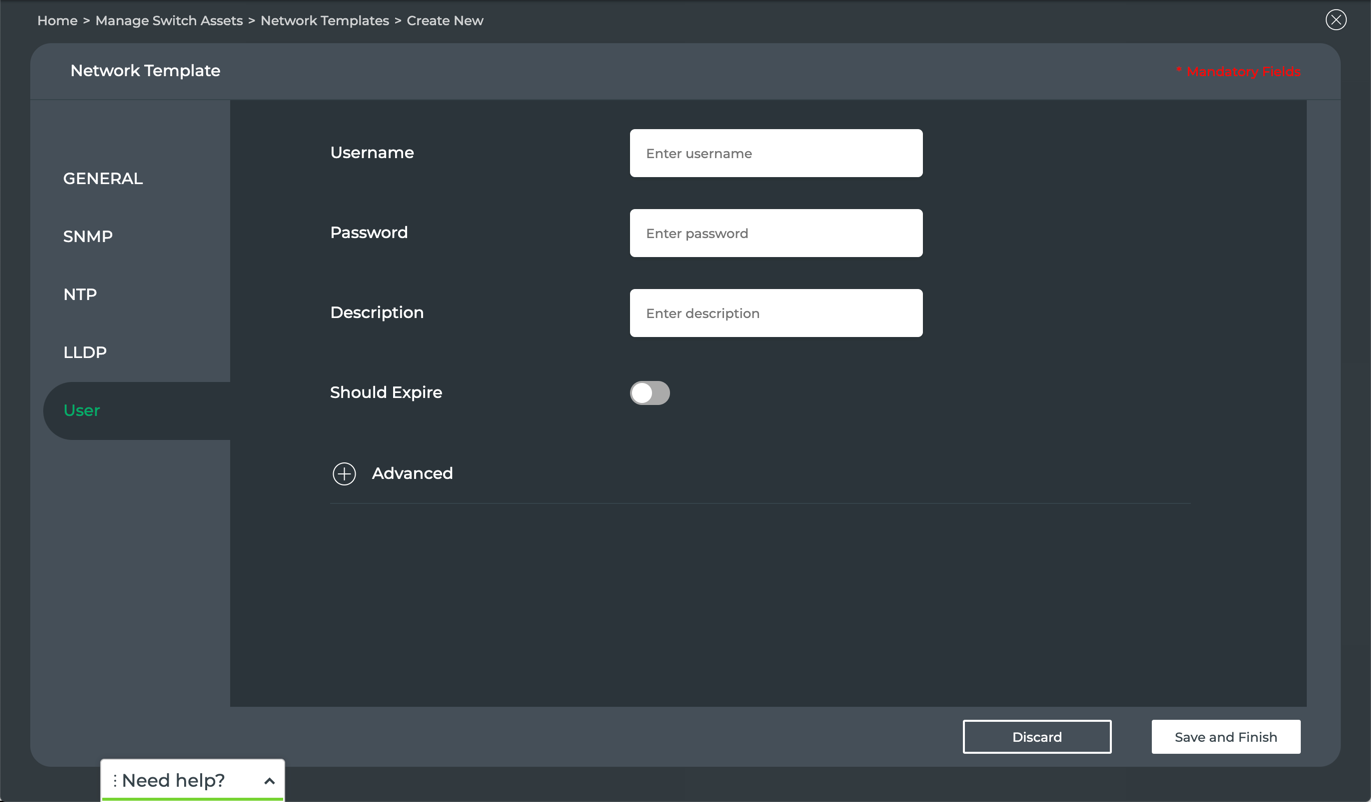 Home > Manage Switch Assets > Network Templates > Create New
Network Template
* Mandatory Fields
GENERAL
SNMP
NTP
LLDP
User
Username
Enter username
Password
Enter password
Description
Enter description
Should Expire
Advanced
Discard
Save and Finish
Need help?